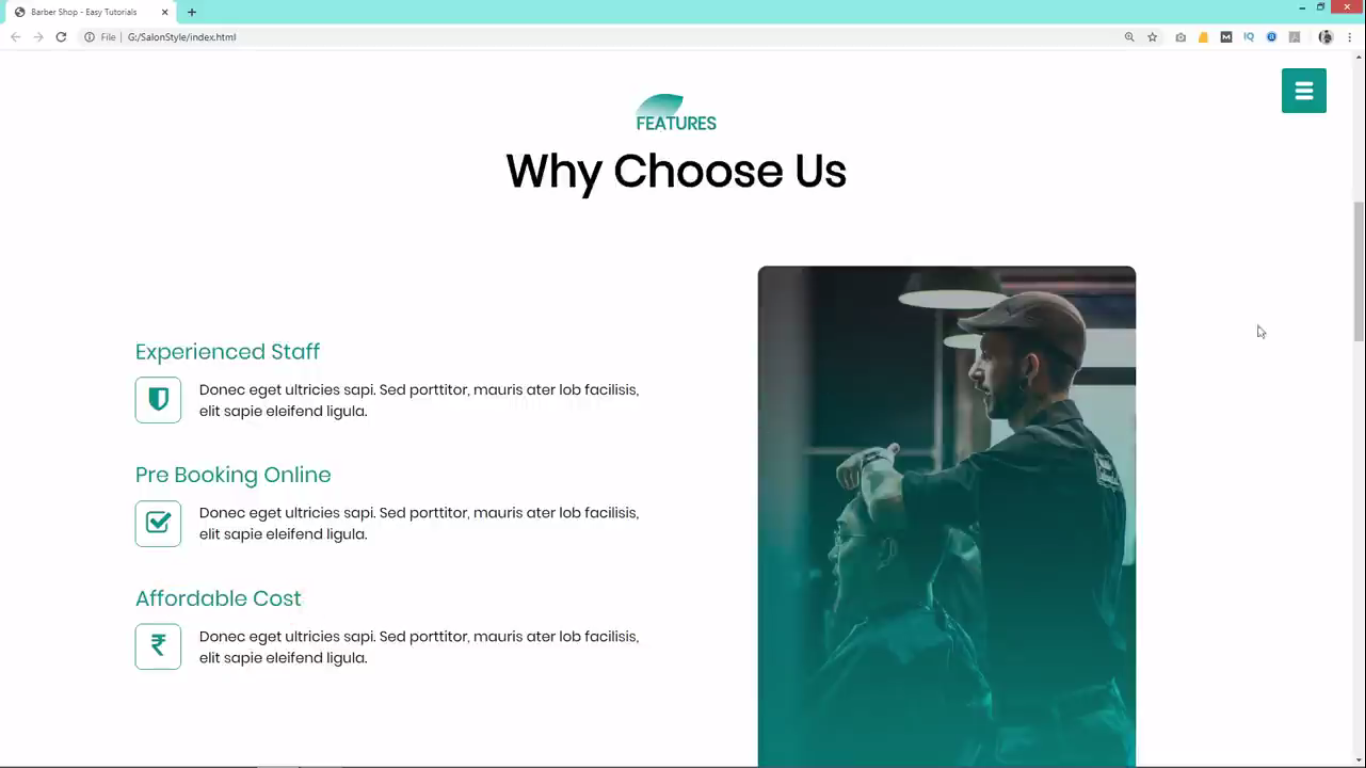 Barber Shop - Easy Tutorials
File
G:/SalonStyle/index.html
FEATURES
Why Choose Us
Experienced Staff
Donec eget ultricies sapi. Sed porttitor, mauris ater lob facilisis,
elit sapie eleifend ligula.
Pre Booking Online
Donec eget ultricies sapi. Sed porttitor, mauris ater lob facilisis,
elit sapie eleifend ligula.
Affordable Cost
₹
Donec eget ultricies sapi. Sed porttitor, mauris ater lob facilisis,
elit sapie eleifend ligula.